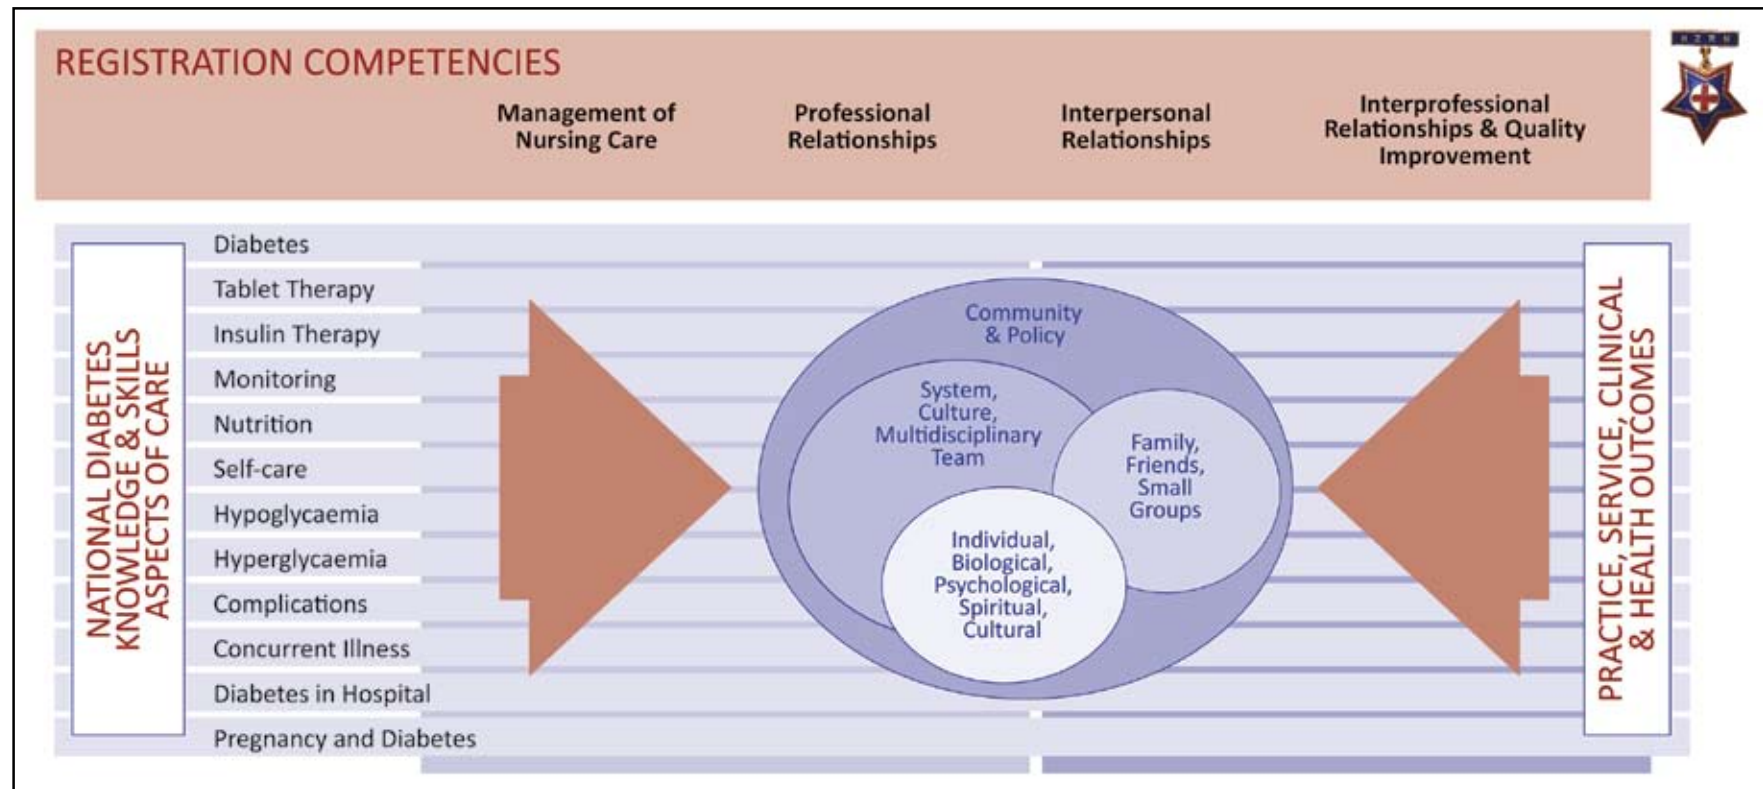 REGISTRATION COMPETENCIES
Management of
Nursing Care
Professional
Relationships
Interpersonal
Relationships
Interprofessional
Relationships & Quality
Improvement
NZRN
NATIONAL DIABETES
KNOWLEDGE & SKILLS
ASPECTS OF CARE
Diabetes
Tablet Therapy
Insulin Therapy
Monitoring
Nutrition
Self-care
Hypoglycaemia
Hyperglycaemia
Complications
Concurrent Illness
Diabetes in Hospital
Pregnancy and Diabetes
Community
& Policy
System,
Culture,
Multidisciplinary
Team
Family,
Friends,
Small
Groups
Individual,
Biological,
Psychological,
Spiritual,
Cultural
PRACTICE, SERVICE, CLINICAL
& HEALTH OUTCOMES